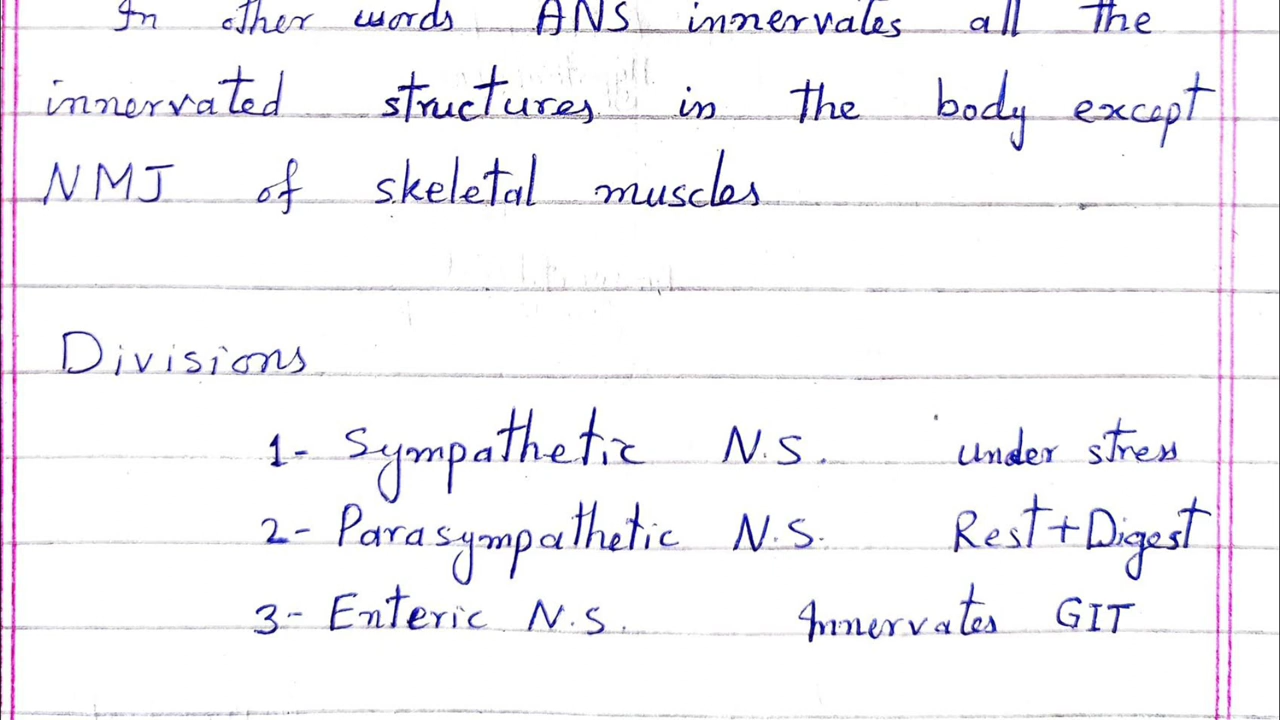 In other words ANS innervates all the
innervated structures in the body except
NMJ of skeletal muscles
Divisions
1- Sympathetic N.S. under stress
2- Parasympathetic N.S. Rest+Digest
3- Enteric N.S. Innervates GIT